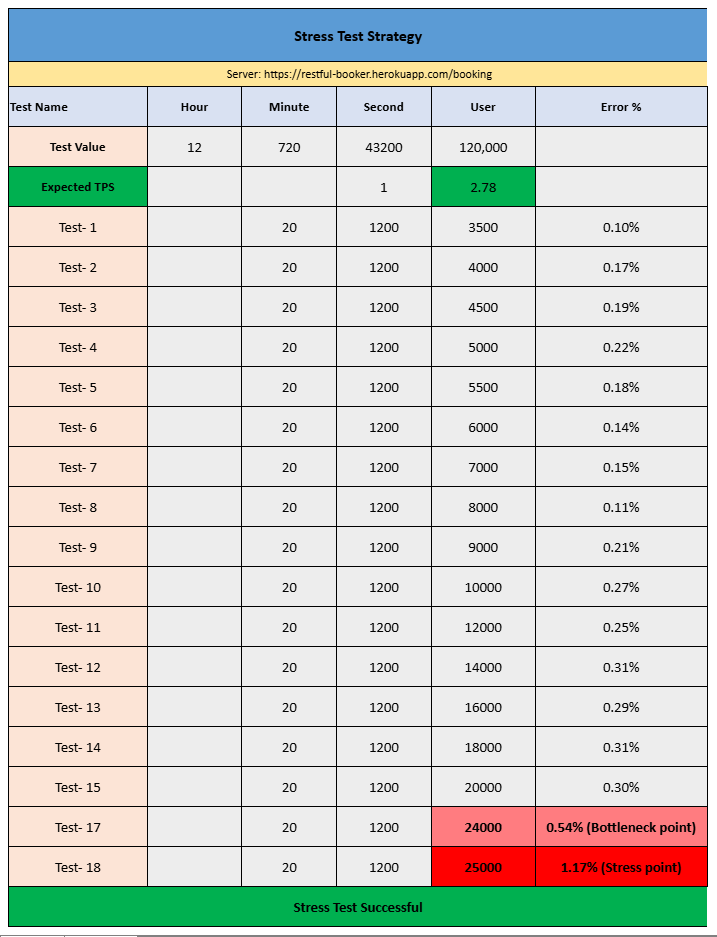 Stress Test Strategy
Server: https://restful-booker.herokuapp.com/booking
Test Name Hour Minute Second User Error %
Test Value 12 720 43200 120,000
Expected TPS 1 2.78
Test- 1 20 1200 3500 0.10%
Test- 2 20 1200 4000 0.17%
Test- 3 20 1200 4500 0.19%
Test- 4 20 1200 5000 0.22%
Test- 5 20 1200 5500 0.18%
Test- 6 20 1200 6000 0.14%
Test- 7 20 1200 7000 0.15%
Test- 8 20 1200 8000 0.11%
Test- 9 20 1200 9000 0.21%
Test- 10 20 1200 10000 0.27%
Test- 11 20 1200 12000 0.25%
Test- 12 20 1200 14000 0.31%
Test- 13 20 1200 16000 0.29%
Test- 14 20 1200 18000 0.31%
Test- 15 20 1200 20000 0.30%
Test- 17 20 1200 24000 0.54% (Bottleneck point)
Test- 18 20 1200 25000 1.17% (Stress point)
Stress Test Successful